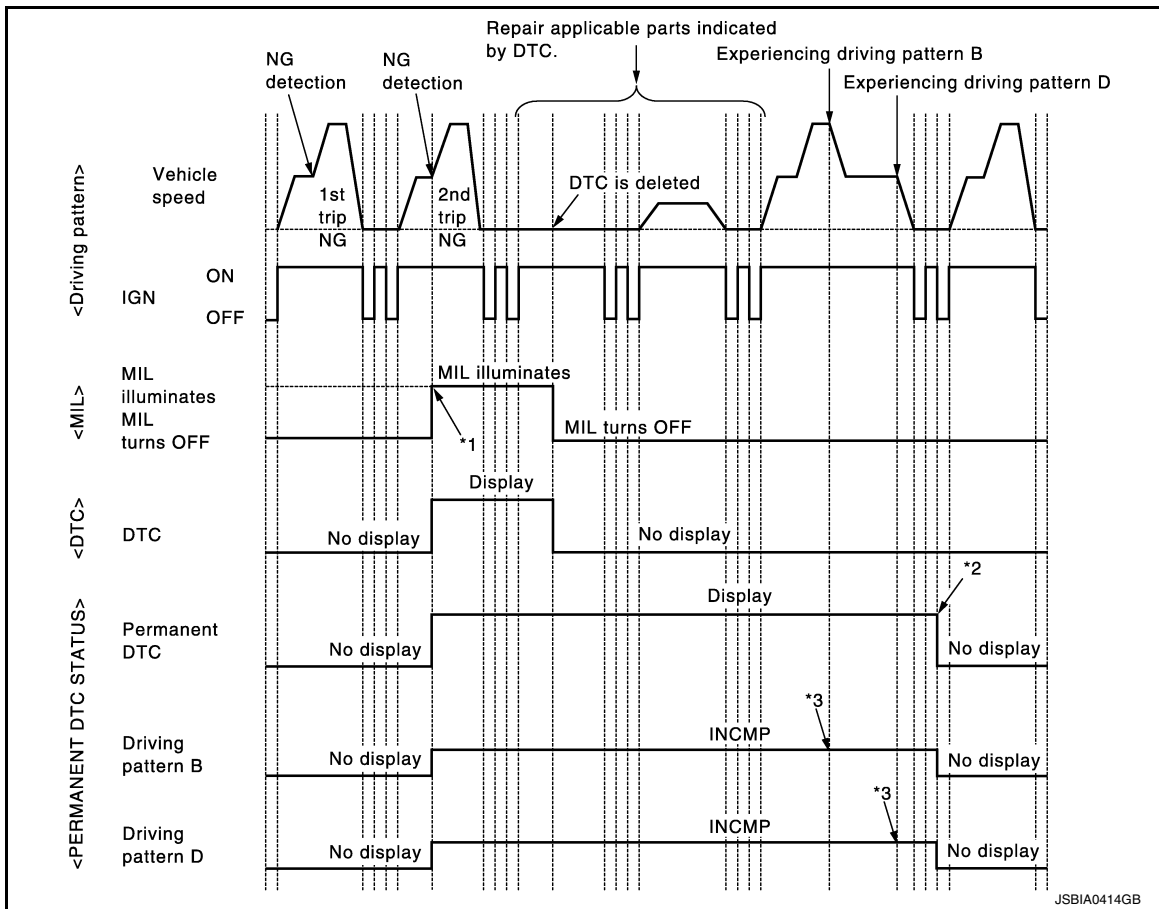 Repair applicable parts indicated
by DTC.
Experiencing driving pattern B
NG
detection
NG
detection
Experiencing driving pattern D
<Driving pattern>
Vehicle
speed
1st
trip
NG
2nd
trip
NG
DTC is deleted
IGN
ON
OFF
<MIL>
MIL
illuminates
MIL
turns OFF
MIL illuminates
*1
MIL turns OFF
<DTC>
DTC
Display
No display
No display
<PERMANENT DTC STATUS>
Permanent
DTC
Display
*2
No display
No display
Driving
pattern B
*3
INCMP
No display
No display
Driving
pattern D
*3
INCMP
No display
No display
JSBIA0414GB